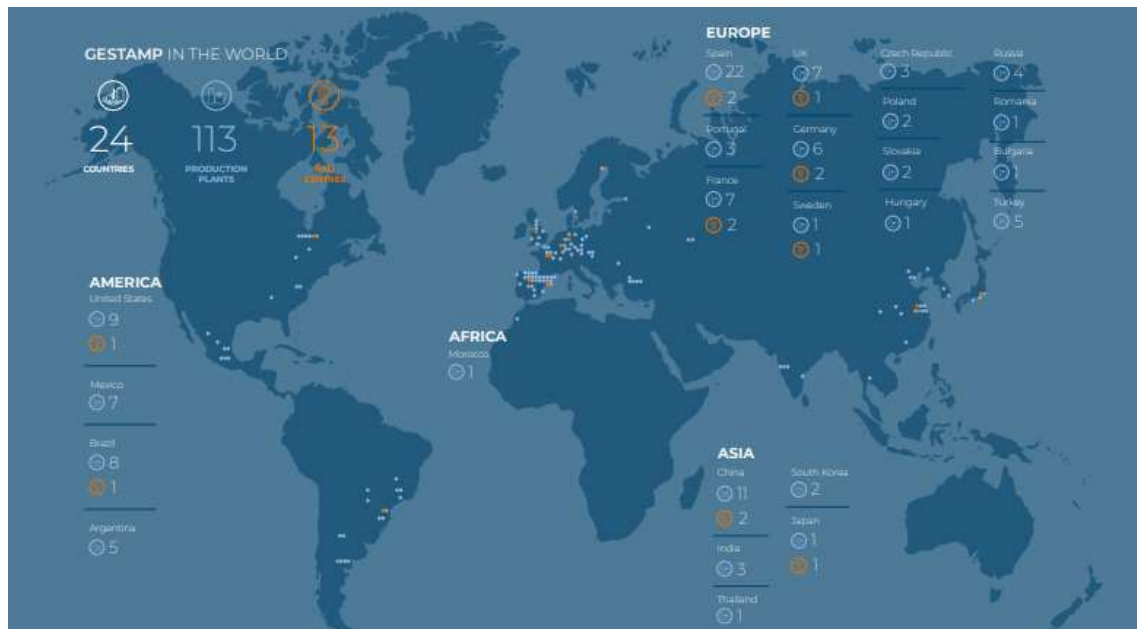 GESTAMP IN THE WORLD
24
COUNTRIES
113
PRODUCTION
PLANTS
13
R&D
CENTRES
AMERICA
United States
9
1
Mexico
7
Brazil
8
1
Argentina
5
AFRICA
Morocco
1
EUROPE
Spain
22
2
Portugal
3
France
7
2
UK
7
1
Germany
6
2
Sweden
1
1
Czech Republic
3
Poland
2
Slovakia
2
Hungary
1
Russia
4
Romania
1
Bulgaria
1
Turkey
5
ASIA
China
11
2
India
3
Thailand
1
South Korea
2
Japan
1
1